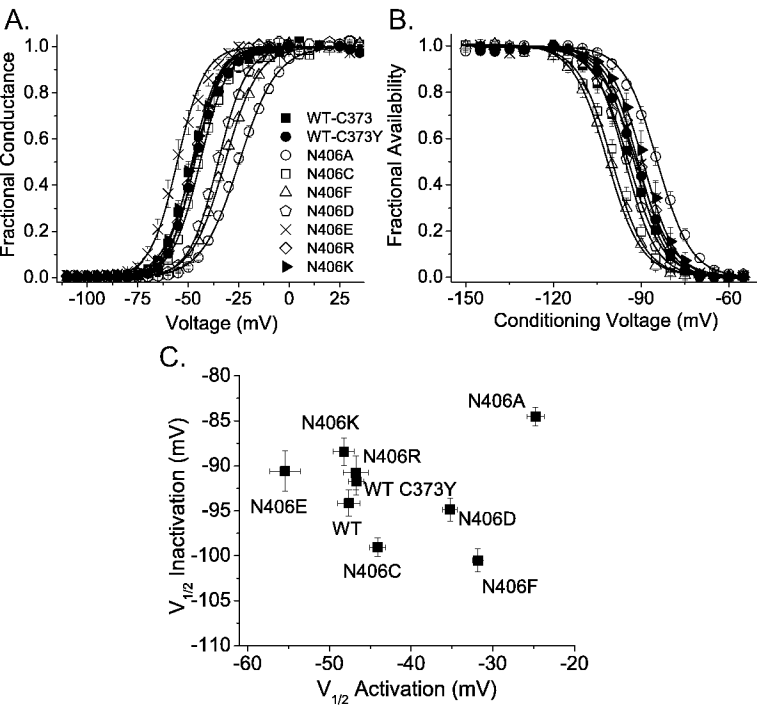 A.
Fractional Conductance
1.0
0.8
0.6
0.4
0.2
0.0
-100 -75 -50 -25 0 25
Voltage (mV)
WT-C373
WT-C373Y
N406A
N406C
N406F
N406D
N406E
N406R
N406K
B.
Fractional Availability
1.0
0.8
0.6
0.4
0.2
0.0
-150 -120 -90 -60
Conditioning Voltage (mV)
C.
V1/2 Inactivation (mV)
-80
-85
-90
-95
-100
-105
-110
N406A
N406K
N406R
WT C373Y
N406E
WT
N406D
N406C
N406F
-60 -50 -40 -30 -20
V1/2 Activation (mV)